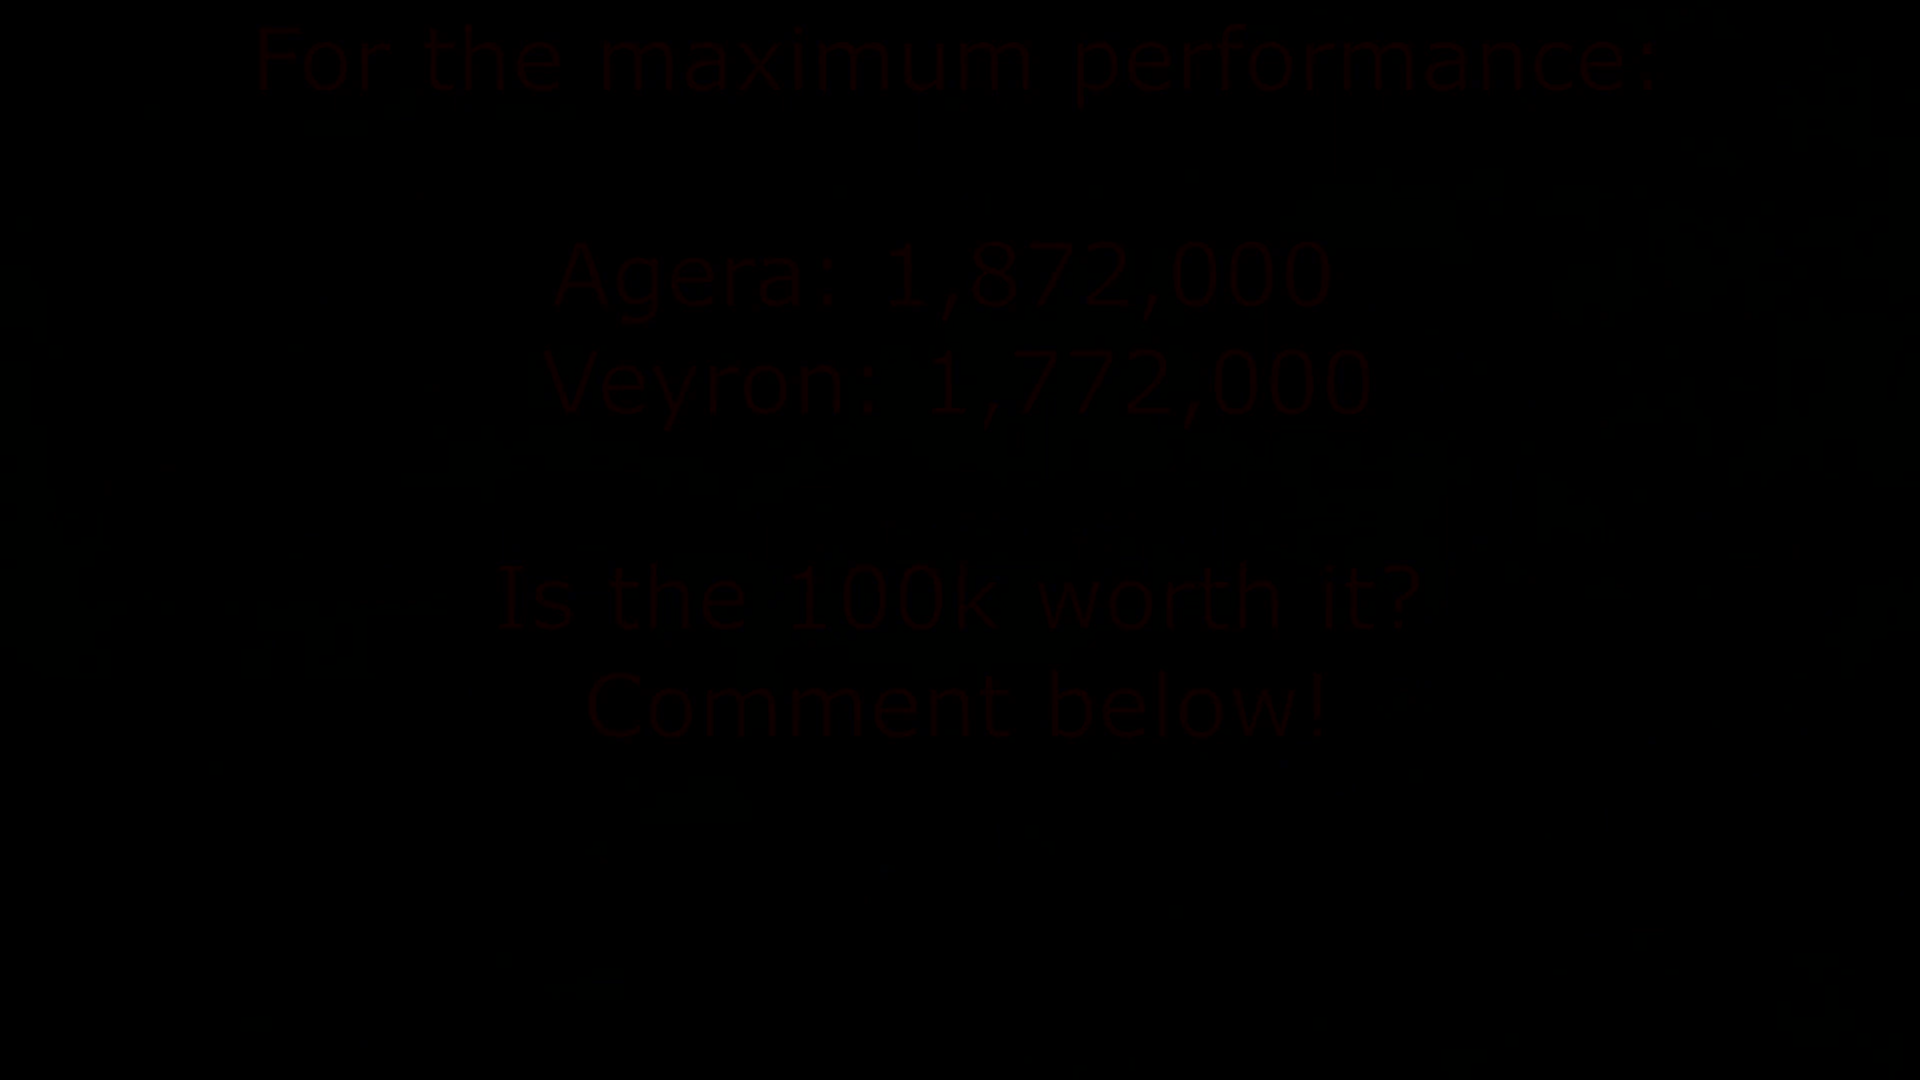 For the maximum performance:
Agera: 1,872,000
Veyron: 1,772,000
Is the 100k worth it?
Comment below!